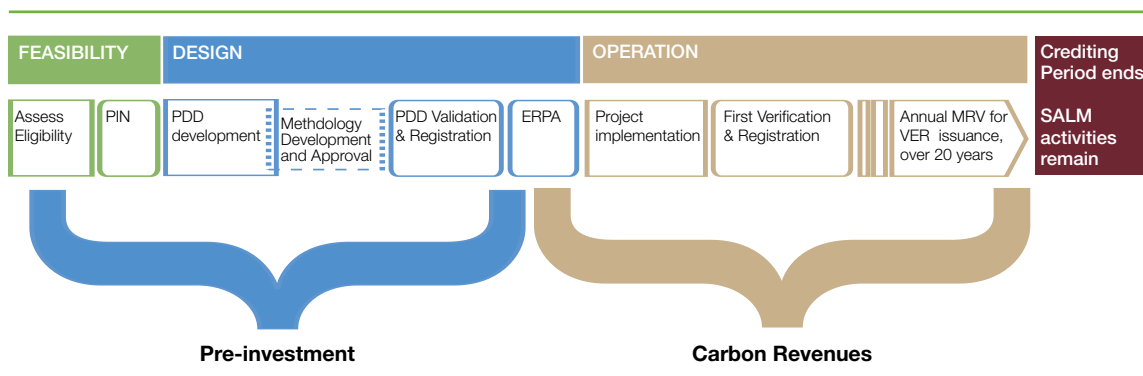 FEASIBILITY
DESIGN
OPERATION
Crediting
Period ends
SALM
activities
remain
Assess
Eligibility
PIN
PDD
development
Methdology
Development
and Approval
PDD Validation
& Registration
ERPA
Project
implementation
First Verification
& Registration
Annual MRV for
VER issuance,
over 20 years
Pre-investment
Carbon Revenues